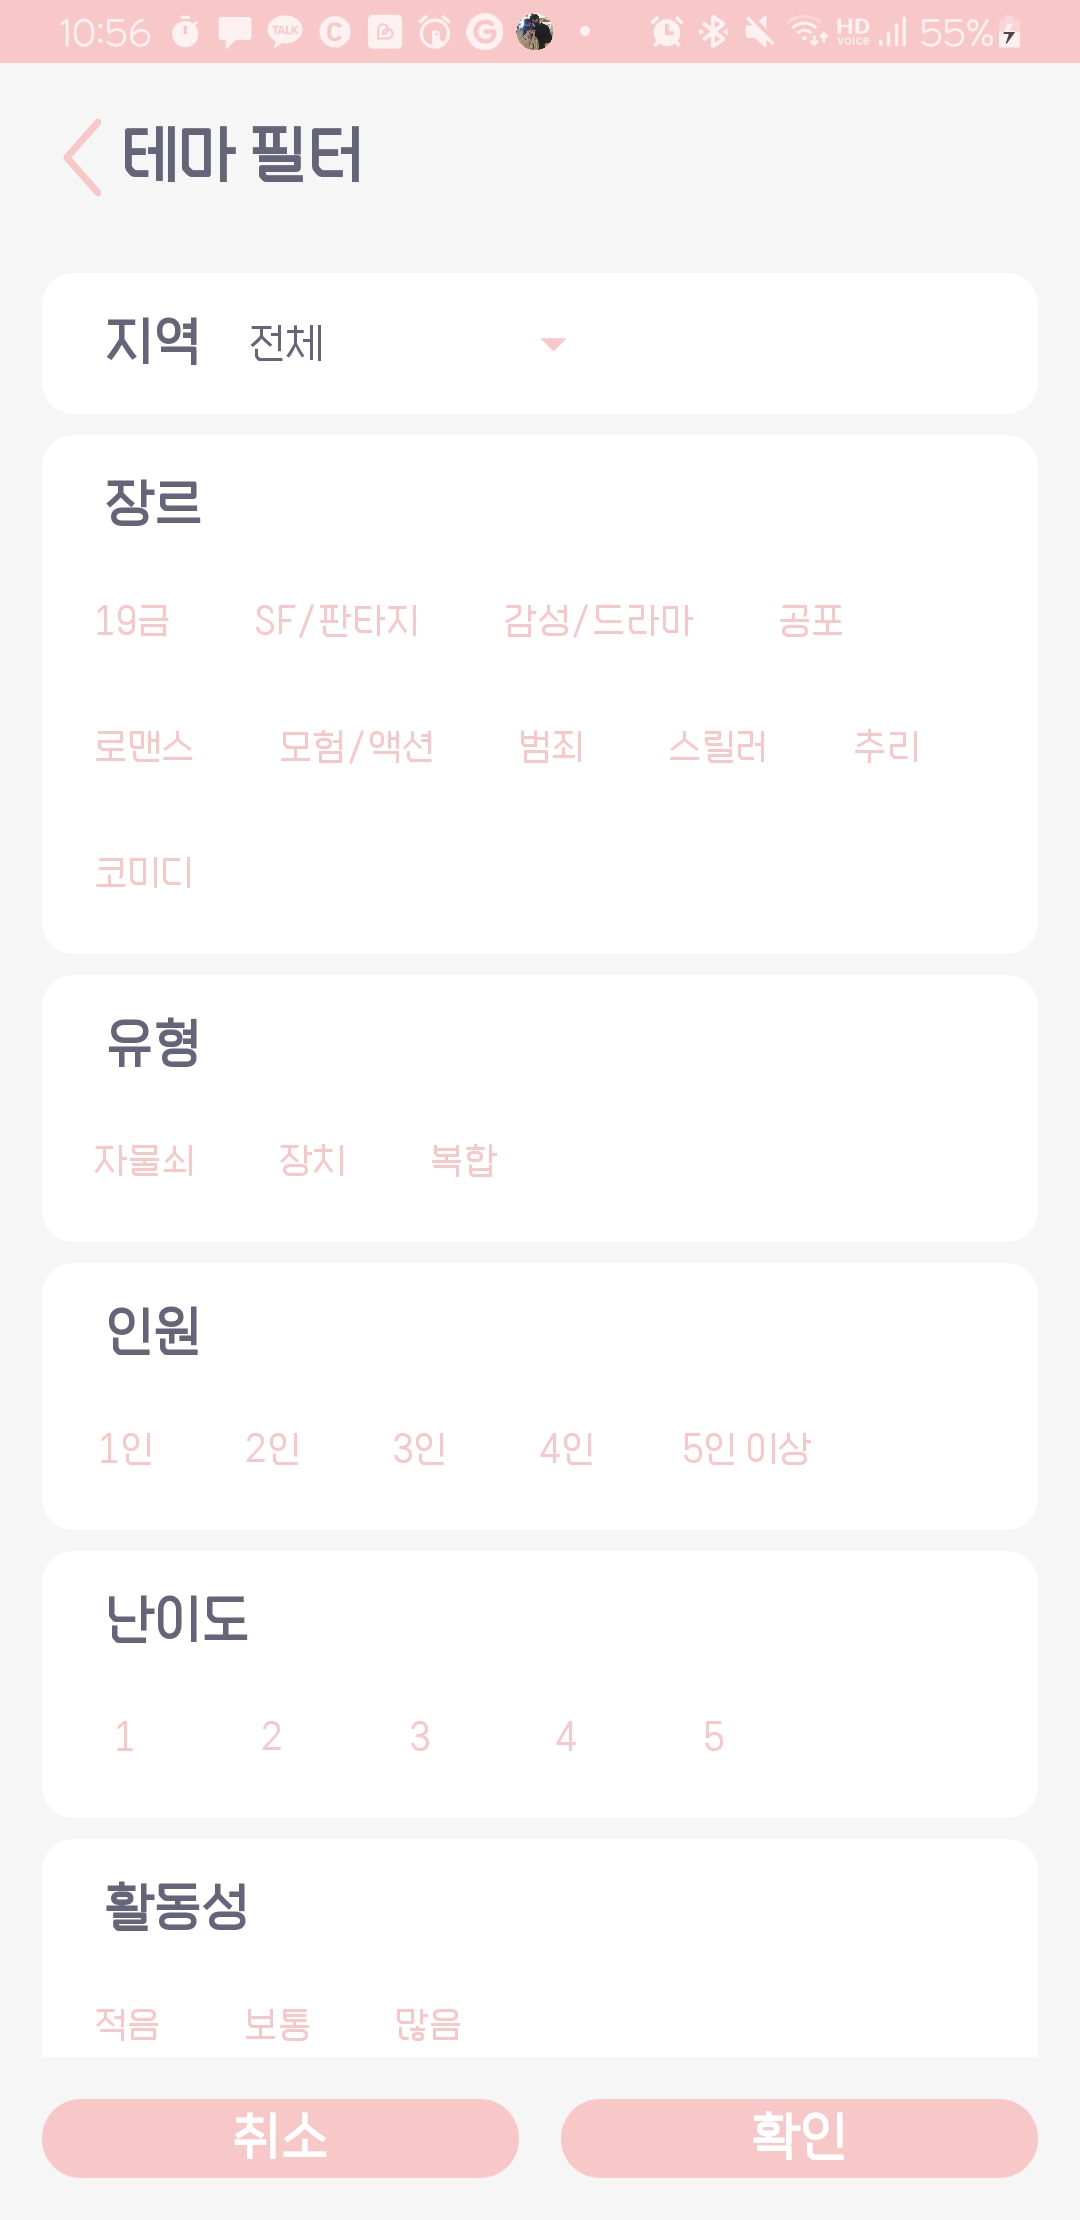 10:56 TALK HD voice 55%
테마 필터
지역 전체
장르
19금 SF/판타지 감성/드라마 공포
로맨스 모험/액션 범죄 스릴러 추리
코미디
유형
자물쇠 장치 복합
인원
1인 2인 3인 4인 5인 이상
난이도
1 2 3 4 5
활동성
적음 보통 많음
취소 확인